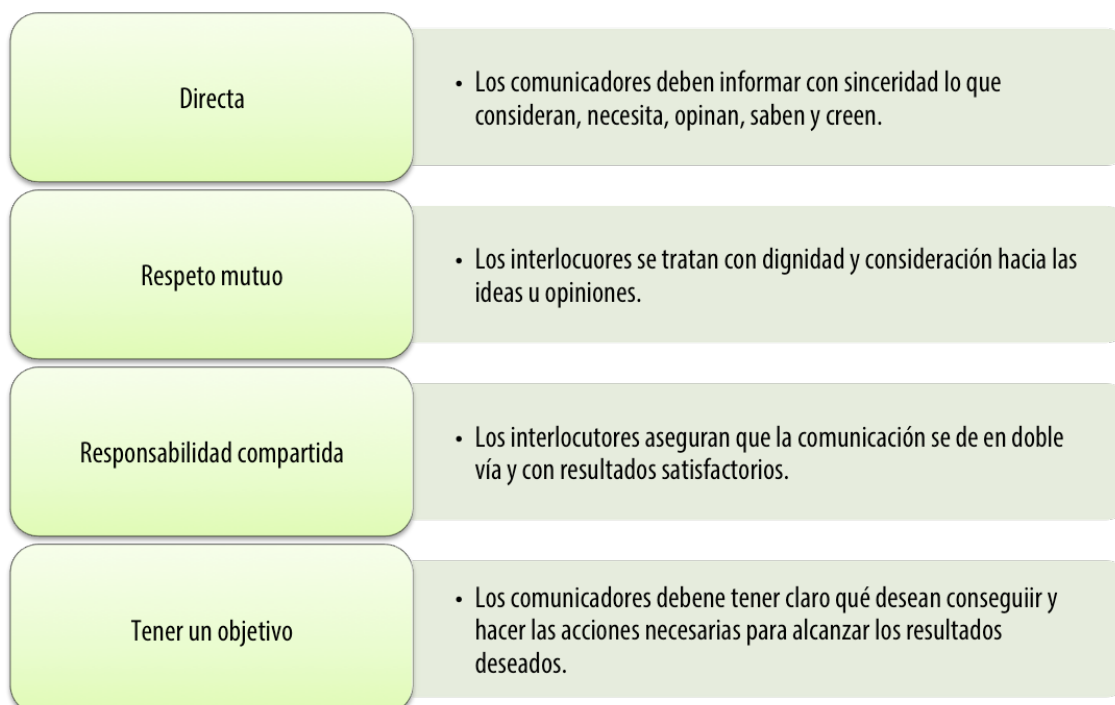 Directa
• Los comunicadores deben informar con sinceridad lo que
consideran, necesita, opinan, saben y creen.
Respeto mutuo
• Los interlocuores se tratan con dignidad y consideración hacia las
ideas u opiniones.
Responsabilidad compartida
• Los interlocutores aseguran que la comunicación se de en doble
vía y con resultados satisfactorios.
Tener un objetivo
• Los comunicadores debene tener claro qué desean conseguiir y
hacer las acciones necesarias para alcanzar los resultados
deseados.